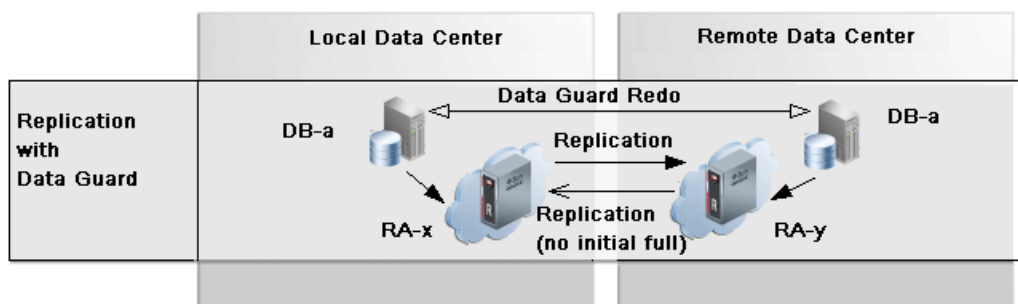 Local Data Center
Remote Data Center
Replication
with
Data Guard
Data Guard Redo
DB-a
DB-a
Replication
R
R
Replication
(no initial full)
RA-x
RA-y